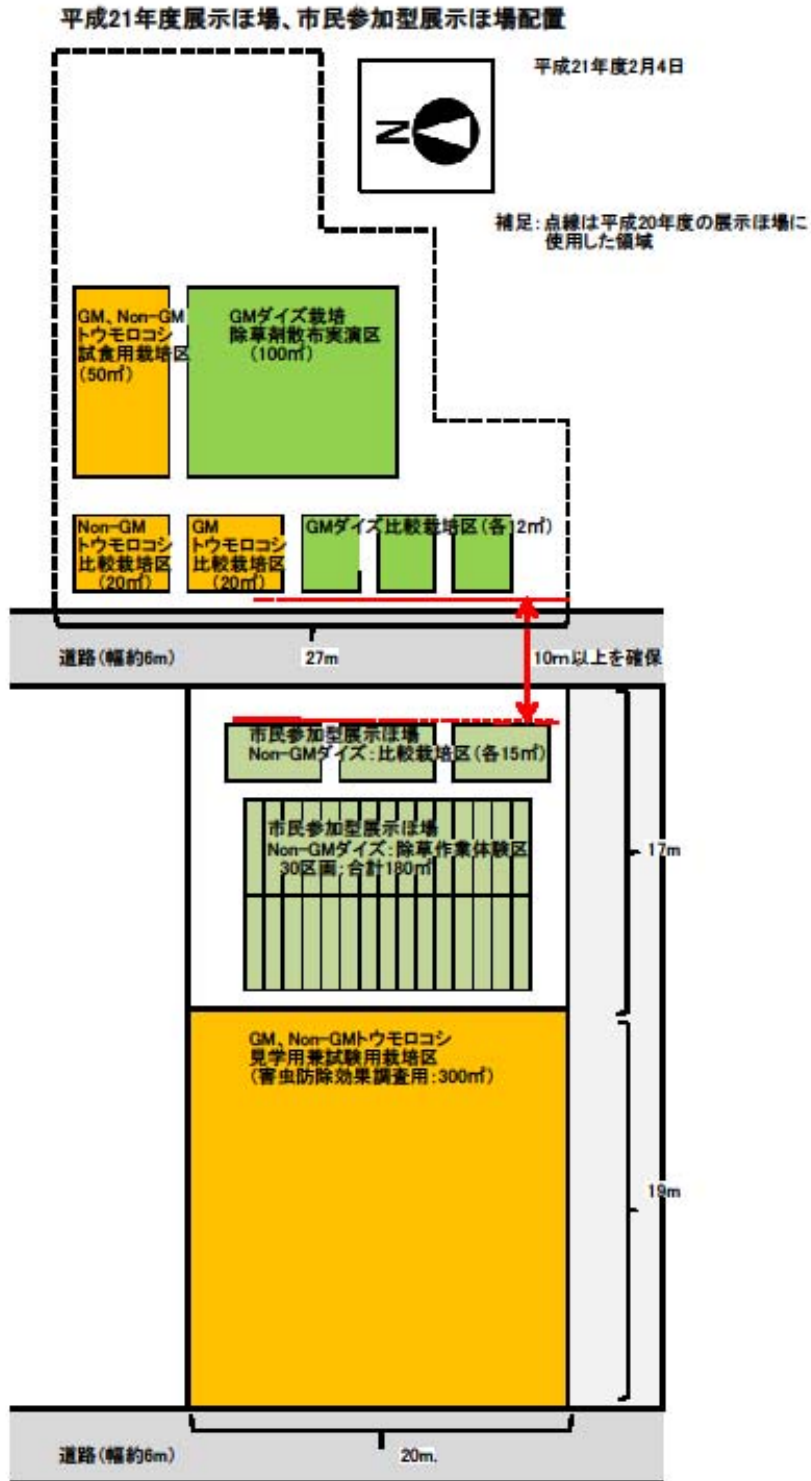 平成21年度展示ほ場、市民参加型展示ほ場配置
平成21年度2月4日
N
補足:点線は平成20年度の展示ほ場に
使用した領域
GM、Non-GM
トウモロコシ
試食用栽培区
(50㎡)
GMダイズ栽培
除草剤散布実演区
(100㎡)
Non-GM
トウモロコシ
比較栽培区
(20㎡)
GM
トウモロコシ
比較栽培区
(20㎡)
GMダイズ比較栽培区(各12㎡)
道路(幅約6m)
27m
10m以上を確保
市民参加型展示ほ場
Non-GMダイズ:比較栽培区(各15㎡)
市民参加型展示ほ場
Non-GMダイズ:除草作業体験区
30区画:合計180㎡
17m
GM、Non-GMトウモロコシ
見学用兼試験用栽培区
(害虫防除効果調査用:300㎡)
19m
道路(幅約6m)
20m.